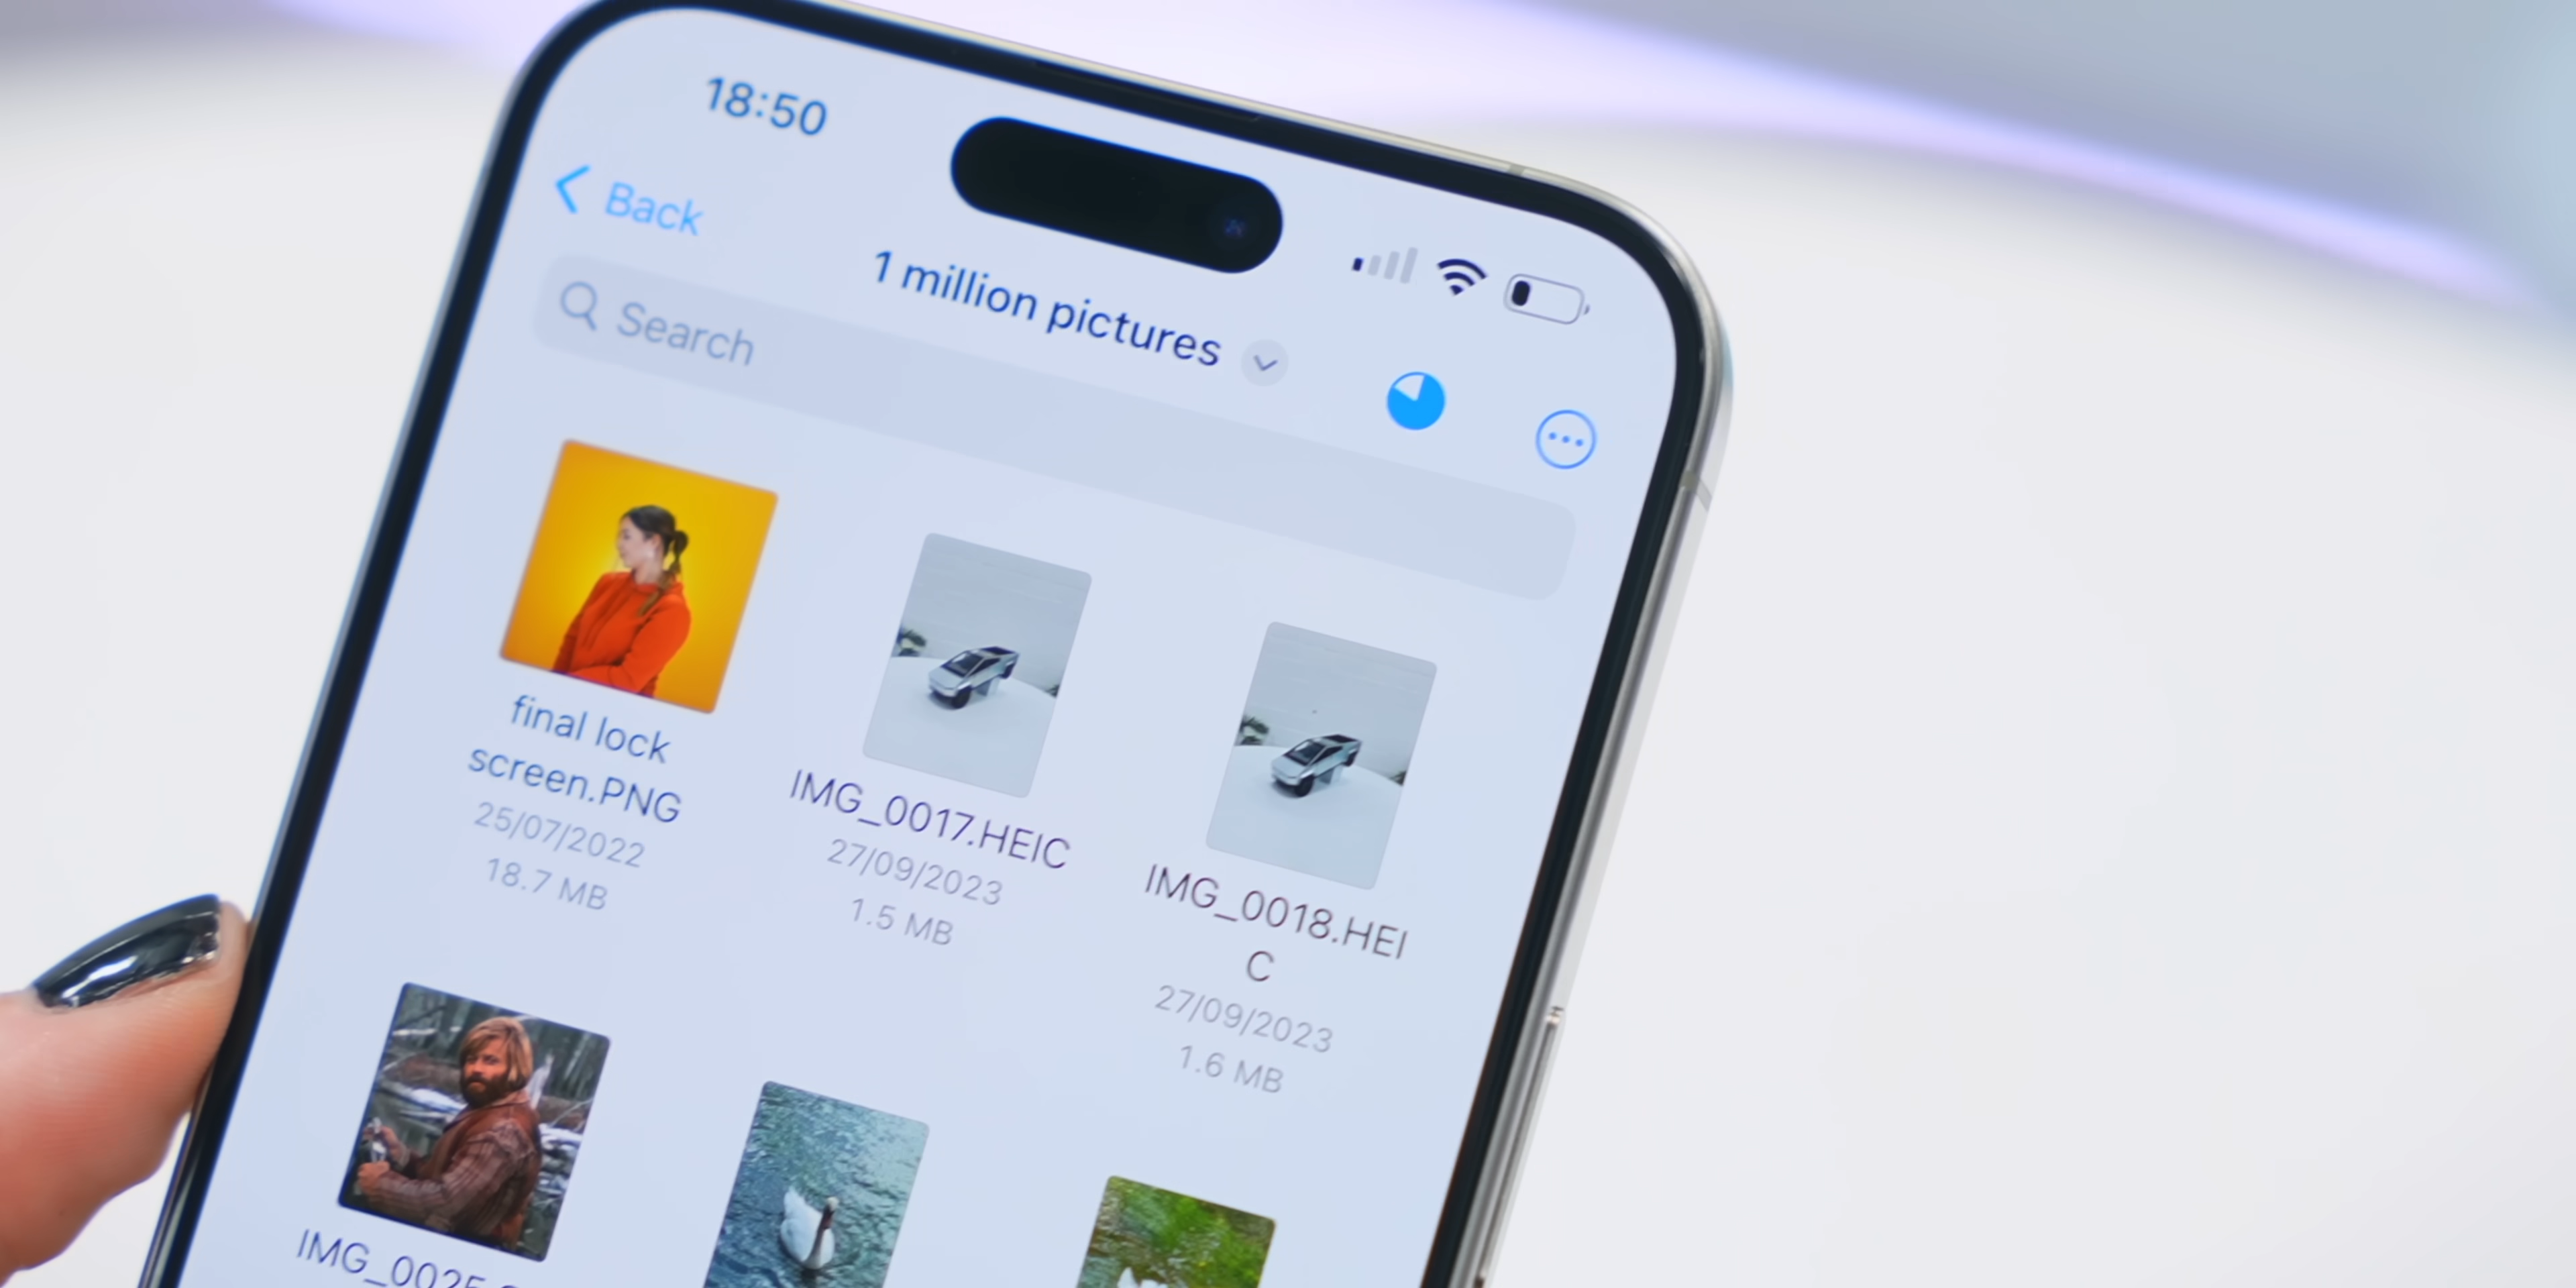 18:50
Back
1 million pictures
Search
final lock
screen.PNG
25/07/2022
18.7 MB
IMG_0017.HEIC
27/09/2023
1.5 MB
IMG_0018.HEI
C
27/09/2023
1.6 MB